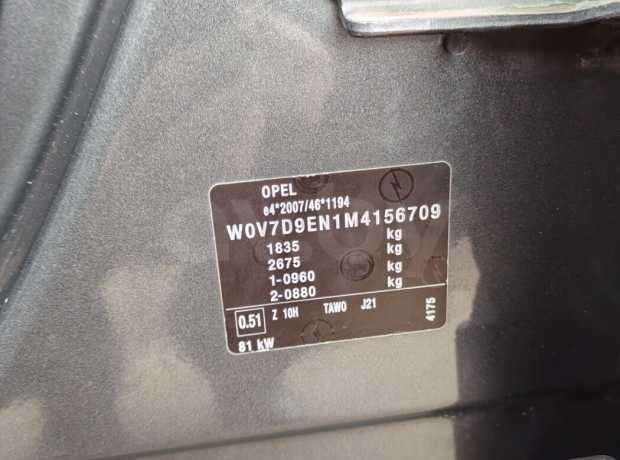 OPEL
e4*2007/46*1194
W0V7D9EN1M4156709
1835 kg
2675 kg
1-0960 kg
2-0880 kg
0.51 Z 10H TAWO J21 4175
81 kW